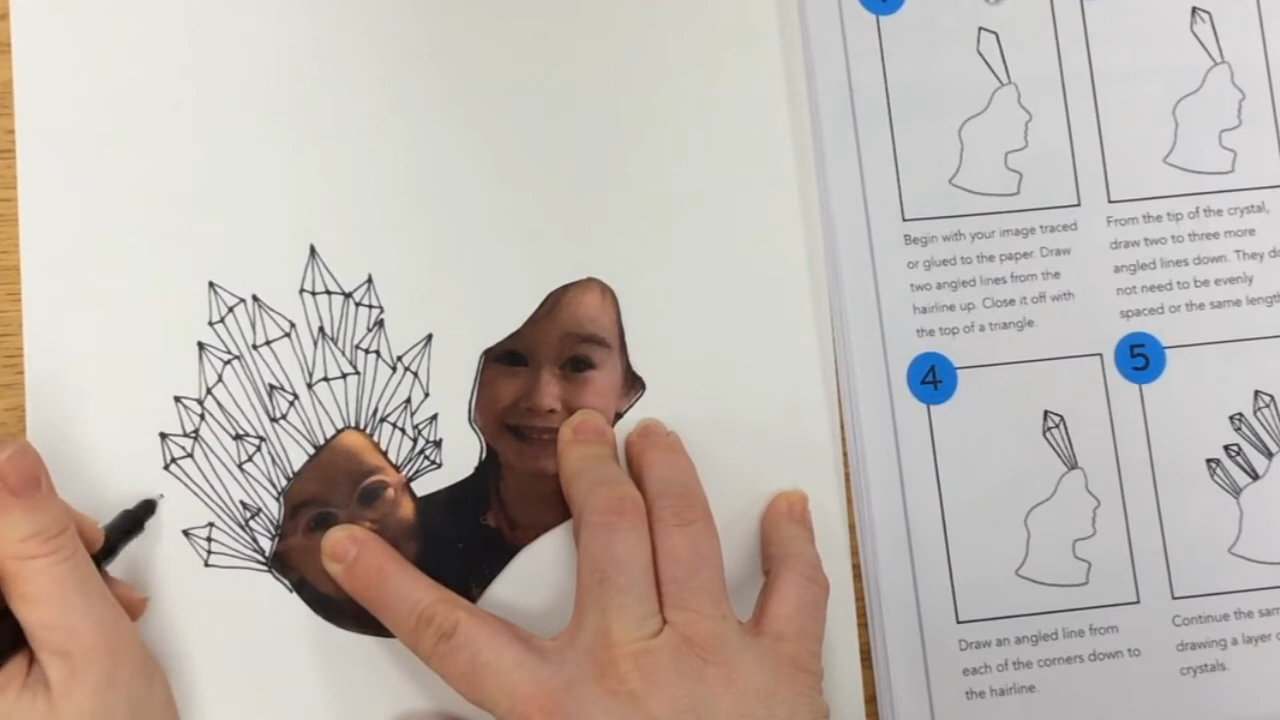 Begin with your image traced
or glued to the paper. Draw
two angled lines from the
hairline up. Close it off with
the top of a triangle.
From the tip of the crystal,
draw two to three more
angled lines down. They do
not need to be evenly
spaced or the same length
4
Draw an angled line from
each of the corners down to
the hairline.
5
Continue the
drawing a layer
crystals.